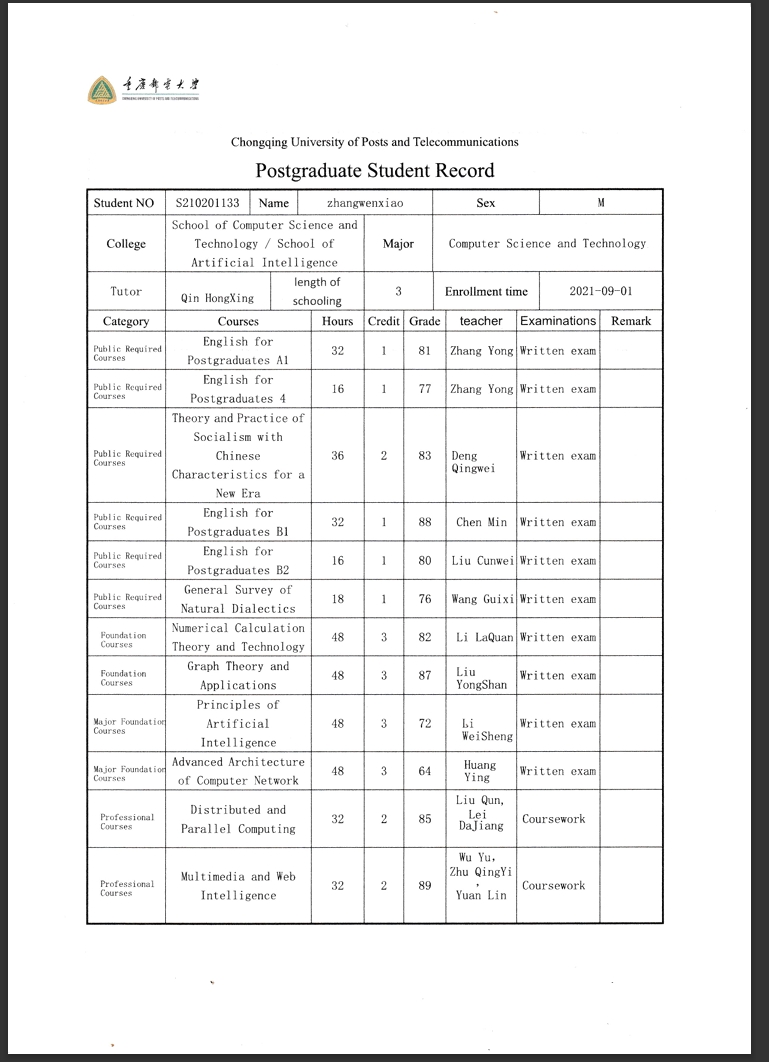 重庆邮电大学
CHONGQING UNIVERSITY OF POSTS AND TELECOMMUNICATIONS
Chongqing University of Posts and Telecommunications
Postgraduate Student Record
Student NO S210201133 Name zhangwenxiao Sex M
College School of Computer Science and Technology / School of Artificial Intelligence Major Computer Science and Technology
Tutor Qin HongXing length of schooling 3 Enrollment time 2021-09-01
Category Courses Hours Credit Grade teacher Examinations Remark
Public Required Courses English for Postgraduates A1 32 1 81 Zhang Yong Written exam
Public Required Courses English for Postgraduates 4 16 1 77 Zhang Yong Written exam
Public Required Courses Theory and Practice of Socialism with Chinese Characteristics for a New Era 36 2 83 Deng Qingwei Written exam
Public Required Courses English for Postgraduates B1 32 1 88 Chen Min Written exam
Public Required Courses English for Postgraduates B2 16 1 80 Liu Cunwei Written exam
Public Required Courses General Survey of Natural Dialectics 18 1 76 Wang Guixi Written exam
Foundation Courses Numerical Calculation Theory and Technology 48 3 82 Li LaQuan Written exam
Foundation Courses Graph Theory and Applications 48 3 87 Liu YongShan Written exam
Major Foundation Courses Principles of Artificial Intelligence 48 3 72 Li WeiSheng Written exam
Major Foundation Courses Advanced Architecture of Computer Network 48 3 64 Huang Ying Written exam
Professional Courses Distributed and Parallel Computing 32 2 85 Liu Qun, Lei DaJiang Coursework
Professional Courses Multimedia and Web Intelligence 32 2 89 Wu Yu, Zhu QingYi , Yuan Lin Coursework